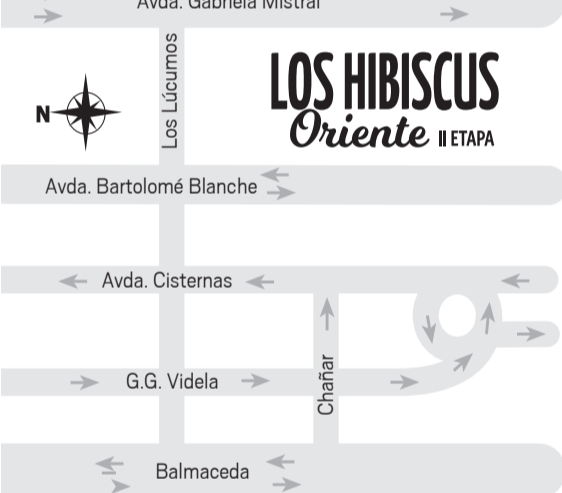 Avda. Gabriela Mistral
Los Lúcumos
LOS HIBISCUS
Oriente II ETAPA
N
Avda. Bartolomé Blanche
Avda. Cisternas
G.G. Videla
Chañar
Balmaceda